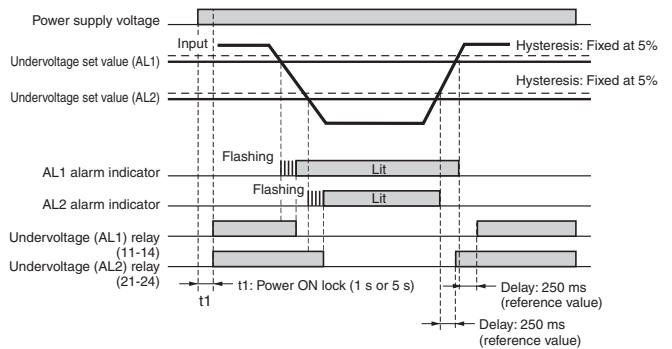 Power supply voltage
Input
Hysteresis: Fixed at 5%
Undervoltage set value (AL1)
Hysteresis: Fixed at 5%
Undervoltage set value (AL2)
Flashing
AL1 alarm indicator
Lit
Flashing
AL2 alarm indicator
Lit
Undervoltage (AL1) relay
(11-14)
Undervoltage (AL2) relay
(21-24)
t1: Power ON lock (1 s or 5 s)
t1
Delay: 250 ms
(reference value)
Delay: 250 ms
(reference value)